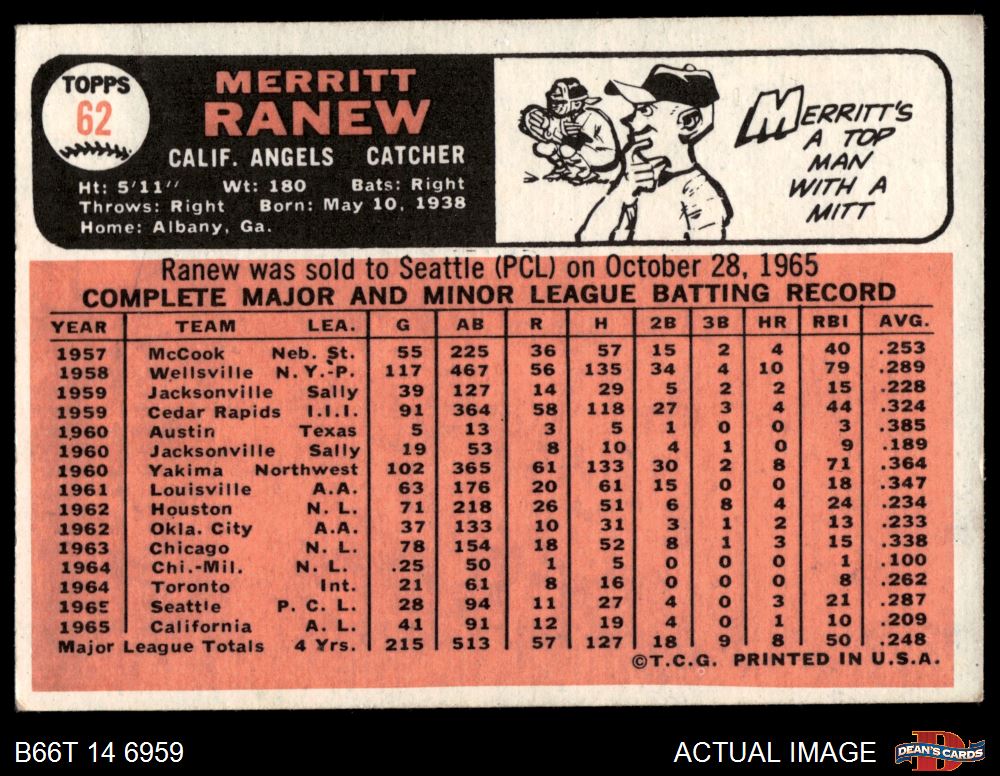 TOPPS
62
MERRITT
RANEW
CALIF. ANGELS CATCHER
Ht: 5'11" Wt: 180 Bats: Right
Throws: Right Born: May 10, 1938
Home: Albany, Ga.
MERRITT'S
A TOP
MAN
WITH A
MITT
Ranew was sold to Seattle (PCL) on October 28, 1965
COMPLETE MAJOR AND MINOR LEAGUE BATTING RECORD
YEAR TEAM LEA. G AB R H 2B 3B HR RBI AVG.
1957 McCook Neb. St. 55 225 36 57 15 2 4 40 .253
1958 Wellsville N.Y.-P. 117 467 56 135 34 4 10 79 .289
1959 Jacksonville Sally 39 127 14 29 5 2 2 15 .228
1959 Cedar Rapids I.I.I. 91 364 58 118 27 3 4 44 .324
1960 Austin Texas 5 13 3 5 1 0 0 3 .385
1960 Jacksonville Sally 19 53 8 10 4 1 0 9 .189
1960 Yakima Northwest 102 365 61 133 30 2 8 71 .364
1961 Louisville A.A. 63 176 20 61 15 0 0 18 .347
1962 Houston N. L. 71 218 26 51 6 8 4 24 .234
1962 Okla. City A.A. 37 133 10 31 3 1 2 13 .233
1963 Chicago N. L. 78 154 18 52 8 1 3 15 .338
1964 Chi.-Mil. N. L. .25 50 1 5 0 0 0 1 .100
1964 Toronto Int. 21 61 8 16 0 0 0 8 .262
1965 Seattle P. C. L. 28 94 11 27 4 0 3 21 .287
1965 California A. L. 41 91 12 19 4 0 1 10 .209
Major League Totals 4 Yrs. 215 513 57 127 18 9 8 50 .248
©T.C.G. PRINTED IN U.S.A.
B66T 14 6959 ACTUAL IMAGE DEAN'S CARDS